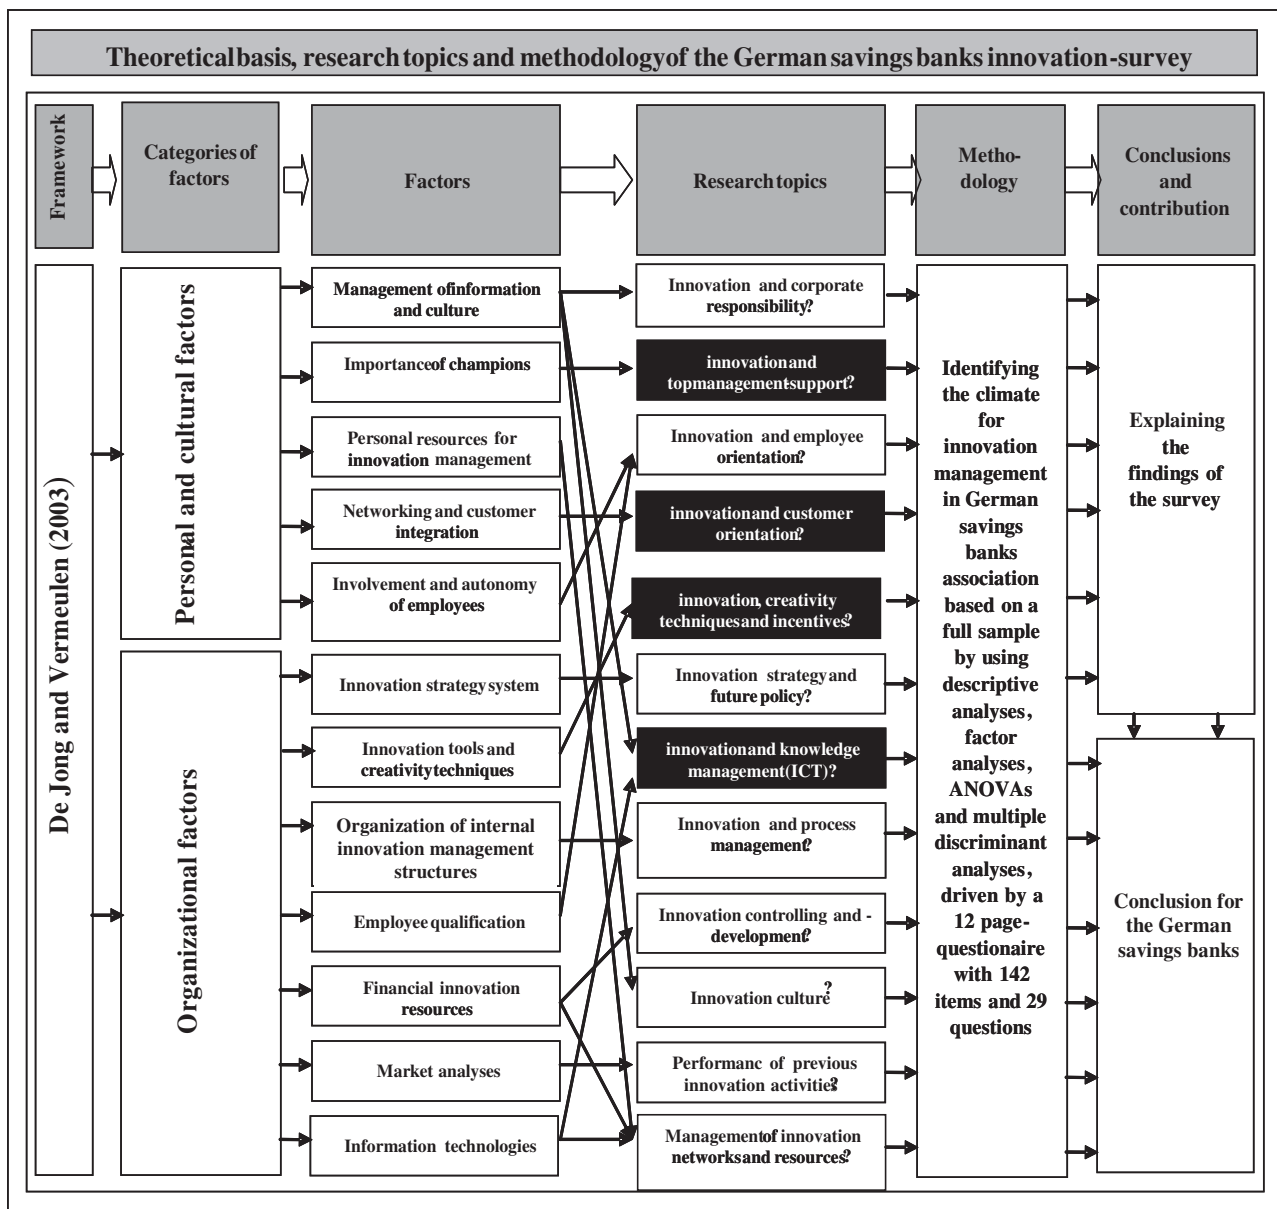 Theoretical basis, research topics and methodology of the German savings banks innovation-survey
Framework
Categories of
factors
Factors
Research topics
Metho-
dology
Conclusions
and
contribution
De Jong and Vermeulen (2003)
Personal and cultural factors
Organizational factors
Management of information
and culture
Importance of champions
Personal resources for
innovation management
Networking and customer
integration
Involvement and autonomy
of employees
Innovation strategy system
Innovation tools and
creativity techniques
Organization of internal
innovation management
structures
Employee qualification
Financial innovation
resources
Market analyses
Information technologies
Innovation and corporate
responsibility?
innovation and
topmanagement-support?
Innovation and employee
orientation?
innovation and customer
orientation?
innovation, creativity
techniques and incentives?
Innovation strategy and
future policy?
innovation and knowledge
management (ICT)?
Innovation and process
management?
Innovation controlling and -
development?
Innovation culture?
Performanc of previous
innovation activities?
Management of innovation
networks and resources?
Identifying
the climate
for
innovation
management
in German
savings
banks
association
based on a
full sample
by using
descriptive
analyses,
factor
analyses,
ANOVAs
and multiple
discriminant
analyses,
driven by a
12 page-
questionaire
with 142
items and 29
questions
Explaining
the
findings of
the survey
Conclusion for
the German
savings banks